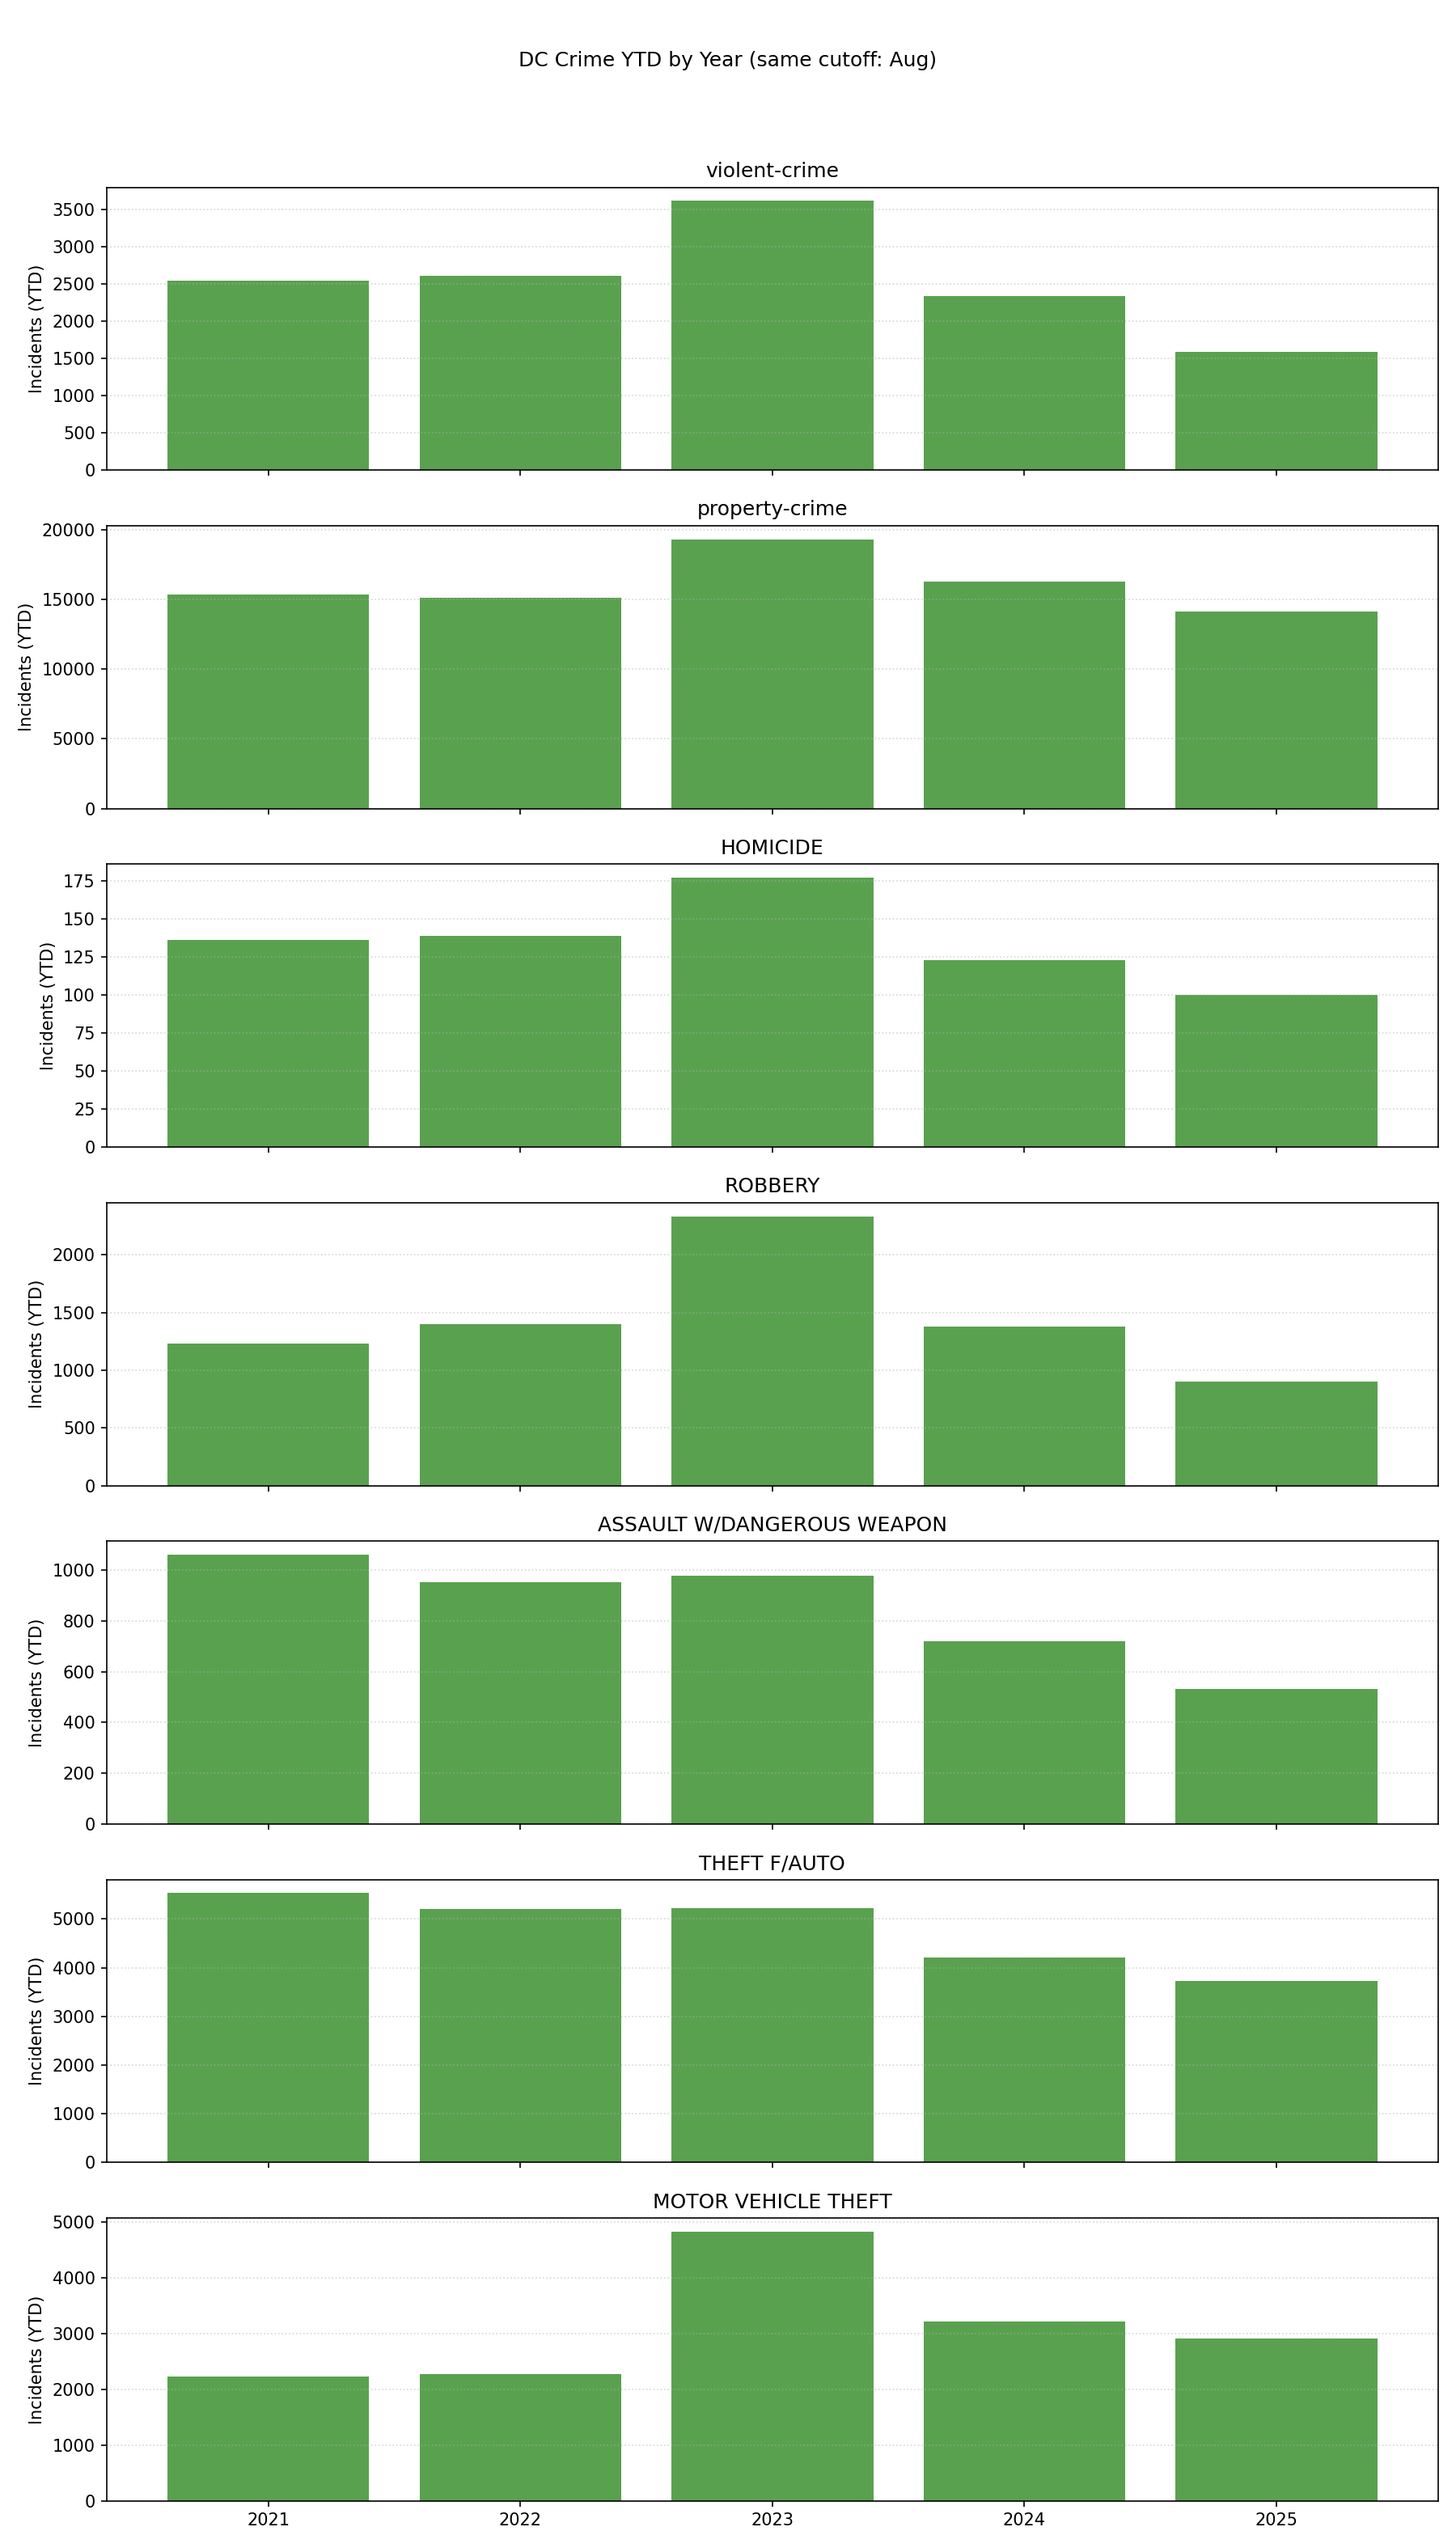 DC Crime YTD by Year (same cutoff: Aug)
violent-crime
Incidents (YTD)
3500
3000
2500
2000
1500
1000
500
0
property-crime
Incidents (YTD)
20000
15000
10000
5000
0
HOMICIDE
Incidents (YTD)
175
150
125
100
75
50
25
0
ROBBERY
Incidents (YTD)
2000
1500
1000
500
0
ASSAULT W/DANGEROUS WEAPON
Incidents (YTD)
1000
800
600
400
200
0
THEFT F/AUTO
Incidents (YTD)
5000
4000
3000
2000
1000
0
MOTOR VEHICLE THEFT
Incidents (YTD)
5000
4000
3000
2000
1000
0
2021 2022 2023 2024 2025